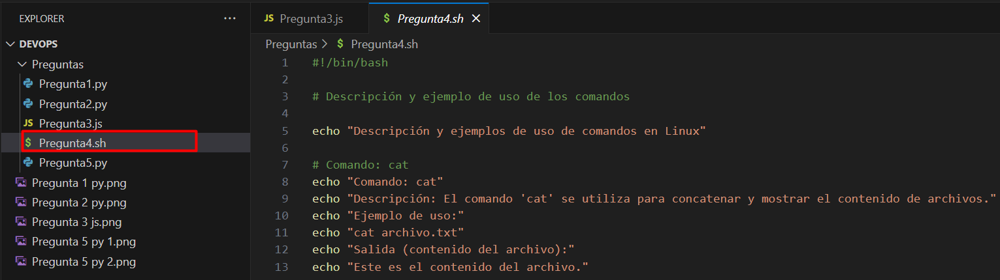 EXPLORER ···
DEVOPS
Preguntas
Pregunta1.py
Pregunta2.py
JS Pregunta3.js
$ Pregunta4.sh
Pregunta5.py
Pregunta 1 py.png
Pregunta 2 py.png
Pregunta 3 js.png
Pregunta 5 py 1.png
Pregunta 5 py 2.png
JS Pregunta3.js $ Pregunta4.sh ×
Preguntas > $ Pregunta4.sh
1 #!/bin/bash
2
3 # Descripción y ejemplo de uso de los comandos
4
5 echo "Descripción y ejemplos de uso de comandos en Linux"
6
7 # Comando: cat
8 echo "Comando: cat"
9 echo "Descripción: El comando 'cat' se utiliza para concatenar y mostrar el contenido de archivos."
10 echo "Ejemplo de uso:"
11 echo "cat archivo.txt"
12 echo "Salida (contenido del archivo):"
13 echo "Este es el contenido del archivo."